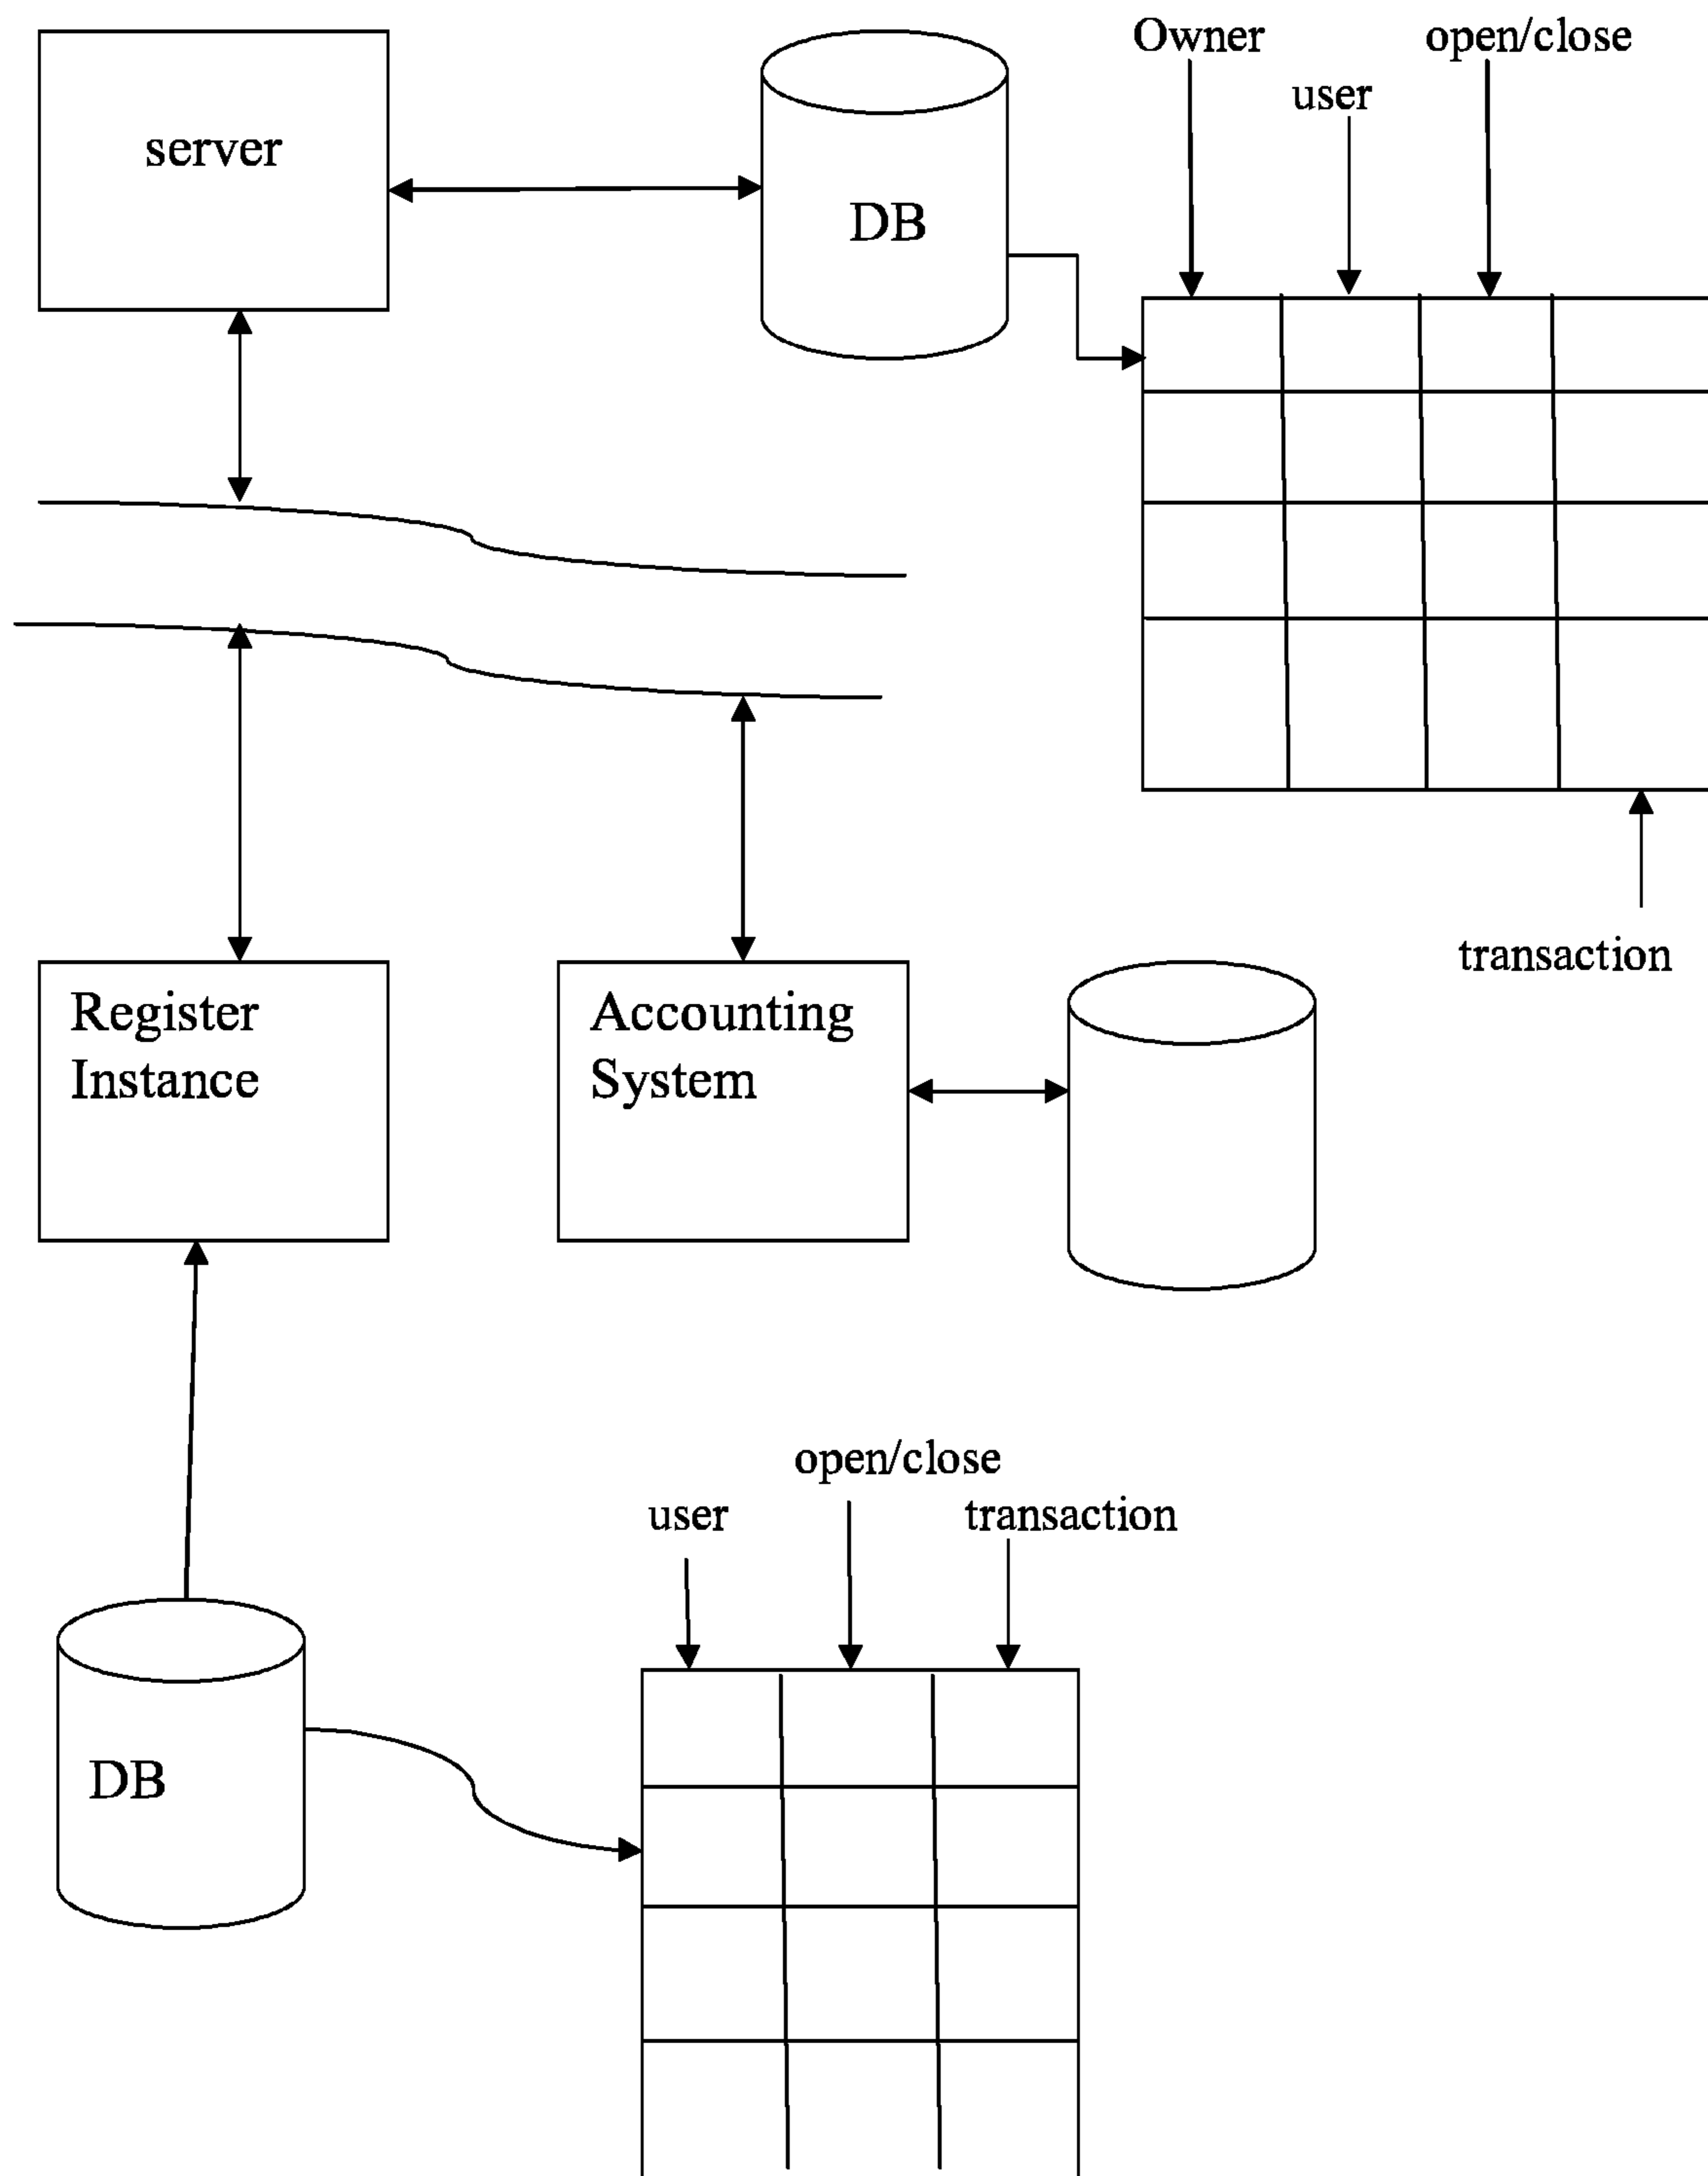 server
DB
Owner
user
open/close
transaction
Register
Instance
Accounting
System
open/close
user
transaction
DB